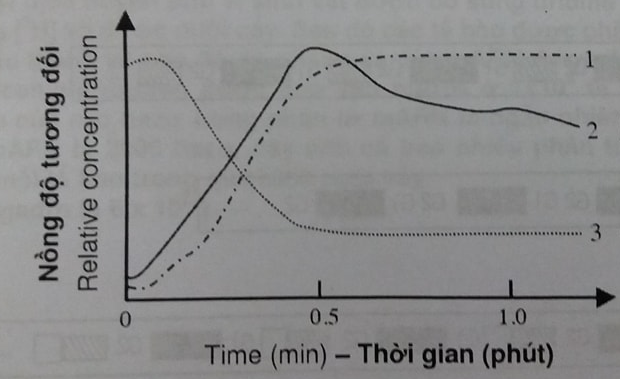 Nồng độ tương đối
Relative concentration
1
2
3
0
0.5
1.0
Time (min) – Thời gian (phút)